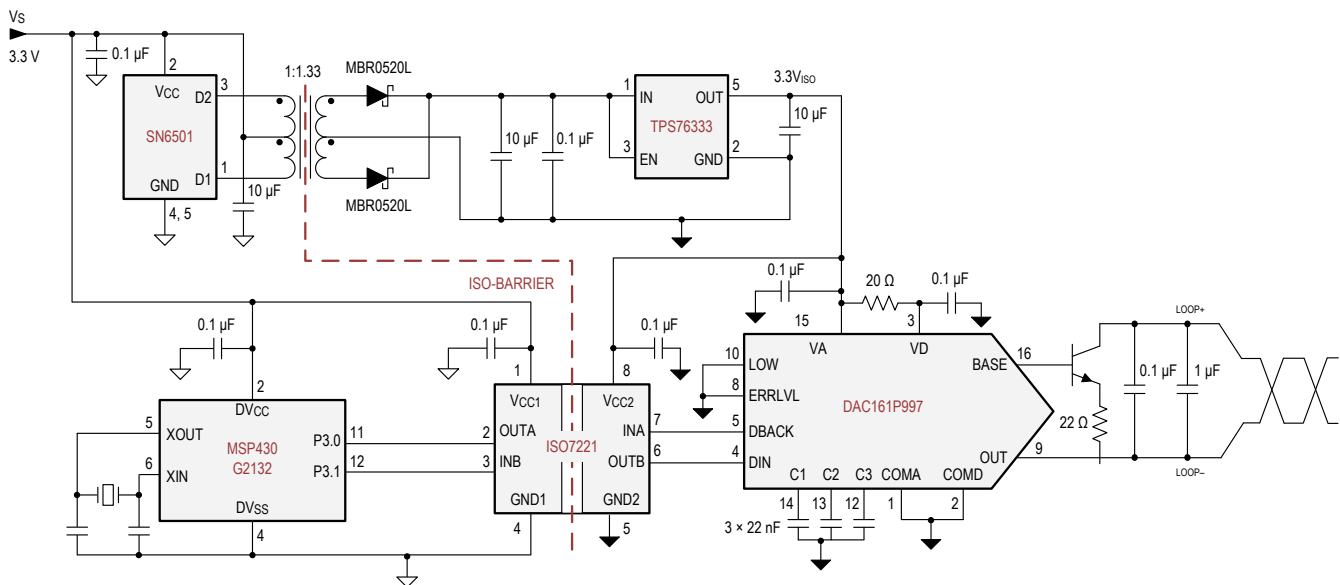 VS
3.3 V
0.1 µF
2
VCC
D2
3
SN6501
D1
1
GND
4, 5
10 µF
1:1.33
MBR0520L
MBR0520L
10 µF
0.1 µF
1
IN
OUT
5
TPS76333
3
EN
GND
2
3.3VISO
10 µF
ISO-BARRIER
0.1 µF
2
DVCC
5
XOUT
6
XIN
MSP430
G2132
P3.0
11
P3.1
12
DVSS
4
0.1 µF
1
VCC1
2
OUTA
3
INB
GND1
4
ISO7221
0.1 µF
8
VCC2
INA
7
OUTB
6
GND2
5
0.1 µF
20 Ω
0.1 µF
15
3
VA
VD
10
LOW
8
ERRLVL
5
DBACK
4
DIN
DAC161P997
BASE
16
OUT
9
C1
C2
C3
COMA
COMD
14
13
12
1
2
3 × 22 nF
22 Ω
0.1 µF
1 µF
LOOP+
LOOP–